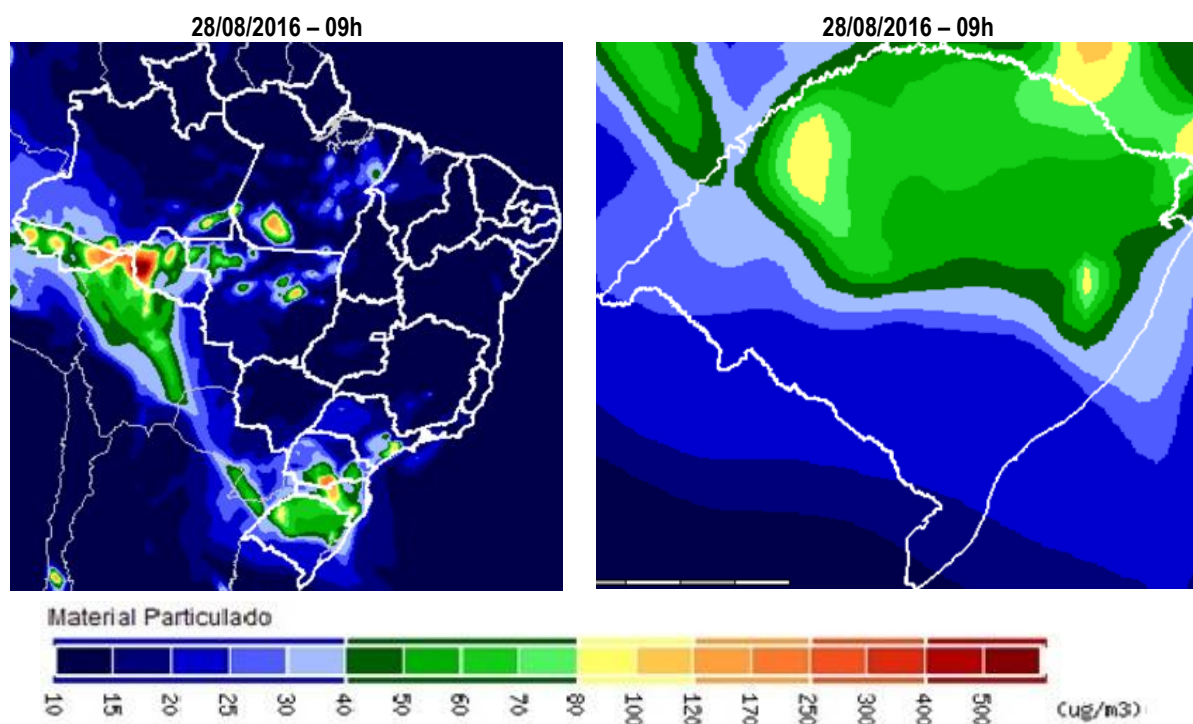 28/08/2016 – 09h
28/08/2016 – 09h
Material Particulado
10 15 20 25 30 40 50 60 70 80 100 120 170 250 300 400 500 (ug/m3)